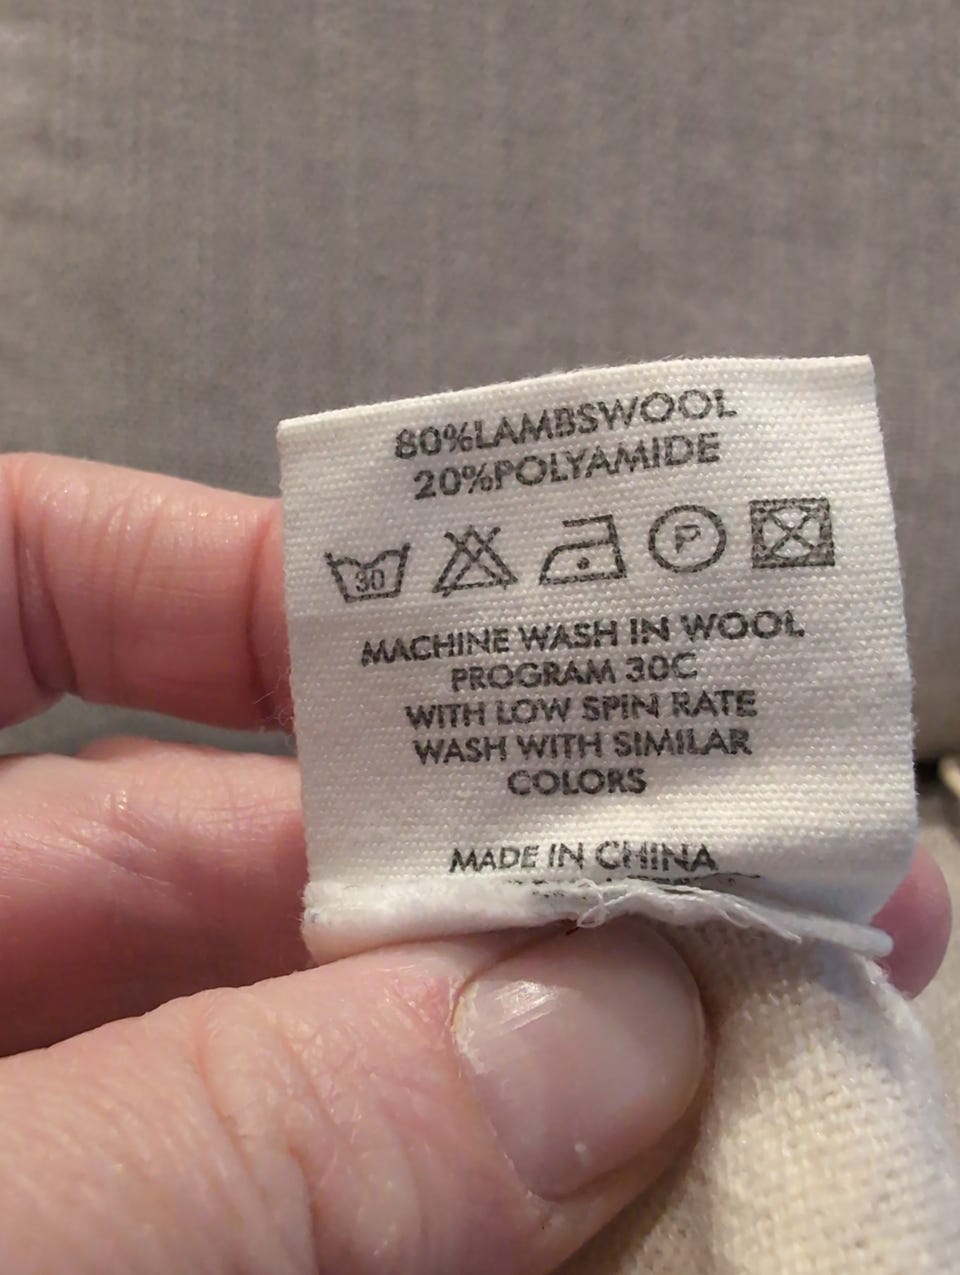 80%LAMBSWOOL
20%POLYAMIDE
30 P
MACHINE WASH IN WOOL
PROGRAM 30C
WITH LOW SPIN RATE
WASH WITH SIMILAR
COLORS
MADE IN CHINA